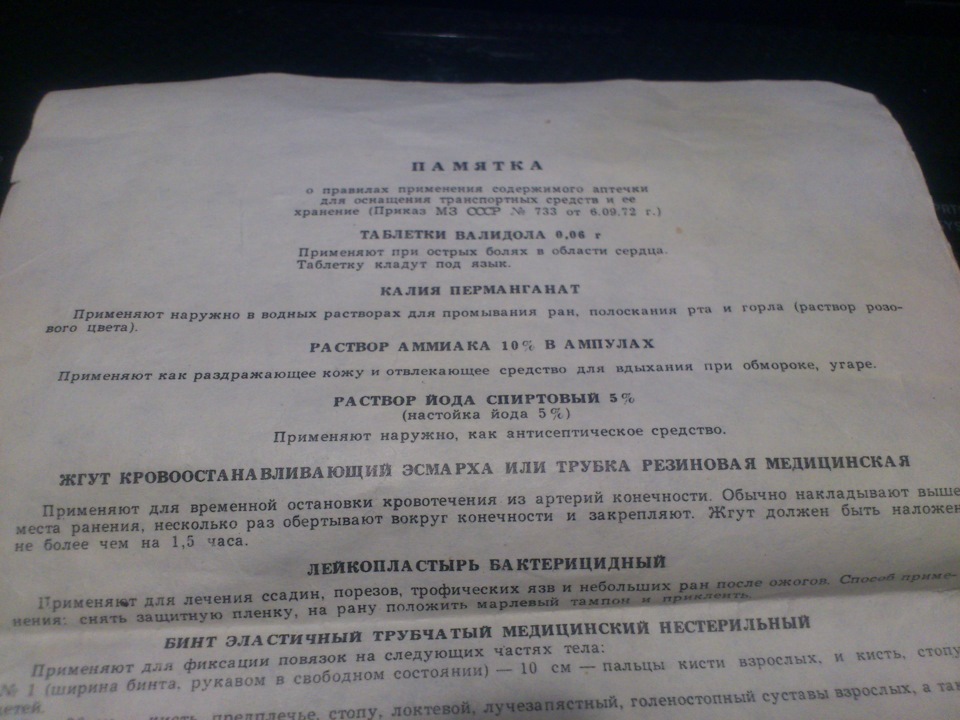 ПАМЯТКА
о правилах применения содержимого аптечки
для оснащения транспортных средств и ее
хранение (Приказ МЗ СССР № 733 от 6.09.72 г.)
ТАБЛЕТКИ ВАЛИДОЛА 0,06 г
Применяют при острых болях в области сердца.
Таблетку кладут под язык.
КАЛИЯ ПЕРМАНГАНАТ
Применяют наружно в водных растворах для промывания ран, полоскания рта и горла (раствор розо-
вого цвета).
РАСТВОР АММИАКА 10% В АМПУЛАХ
Применяют как раздражающее кожу и отвлекающее средство для вдыхания при обмороке, угаре.
РАСТВОР ЙОДА СПИРТОВЫЙ 5%
(настойка йода 5%)
Применяют наружно, как антисептическое средство.
ЖГУТ КРОВООСТАНАВЛИВАЮЩИЙ ЭСМАРХА ИЛИ ТРУБКА РЕЗИНОВАЯ МЕДИЦИНСКАЯ
Применяют для временной остановки кровотечения из артерий конечности. Обычно накладывают выше
места ранения, несколько раз обертывают вокруг конечности и закрепляют. Жгут должен быть наложен
не более чем на 1,5 часа.
ЛЕЙКОПЛАСТЫРЬ БАКТЕРИЦИДНЫЙ
Применяют для лечения ссадин, порезов, трофических язв и небольших ран после ожогов. Способ приме-
нения: снять защитную пленку, на рану положить марлевый тампон и приклеить.
БИНТ ЭЛАСТИЧНЫЙ ТРУБЧАТЫЙ МЕДИЦИНСКИЙ НЕСТЕРИЛЬНЫЙ
Применяют для фиксации повязок на следующих частях тела:
№ 1 (ширина бинта, рукавом в свободном состоянии) — 10 см — пальцы кисти взрослых, и кисть, стопу
детей.
кисть, предплечье, стопу, локтевой, лучезапястный, голеностопный суставы взрослых, а так